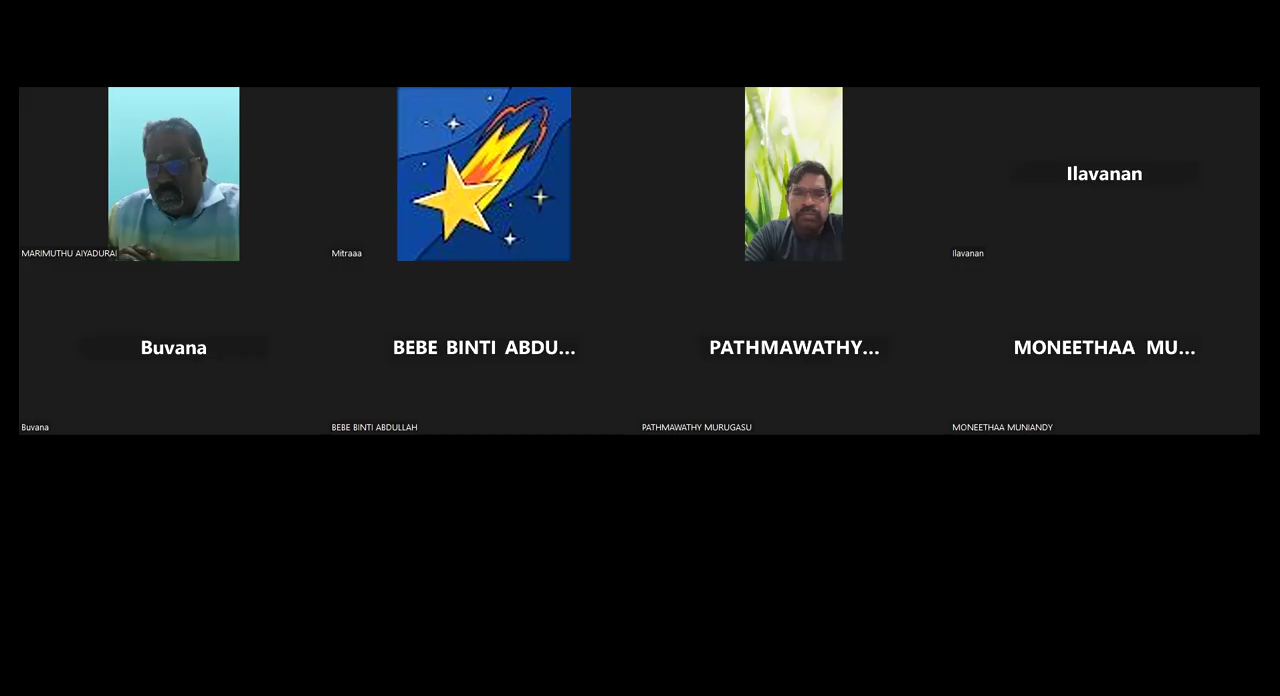 Ilavanan
MARIMUTHU AIYADURAI
Mitraaa
Ilavanan
Buvana
BEBE BINTI ABDU...
PATHMAWATHY...
MONEETHAA MU...
Buvana
BEBE BINTI ABDULLAH
PATHMAWATHY MURUGASU
MONEETHAA MUNIANDY